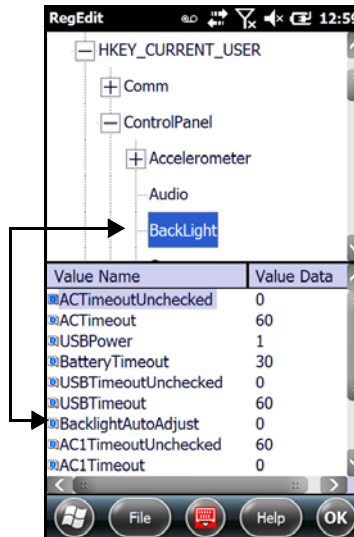 RegEdit 12:59
HKEY_CURRENT_USER
Comm
ControlPanel
Accelerometer
Audio
BackLight
Value Name Value Data
ACTimeoutUnchecked 0
ACTimeout 60
USBPower 1
BatteryTimeout 30
USBTimeoutUnchecked 0
USBTimeout 60
BacklightAutoAdjust 0
AC1TimeoutUnchecked 60
AC1Timeout 0
File Help OK